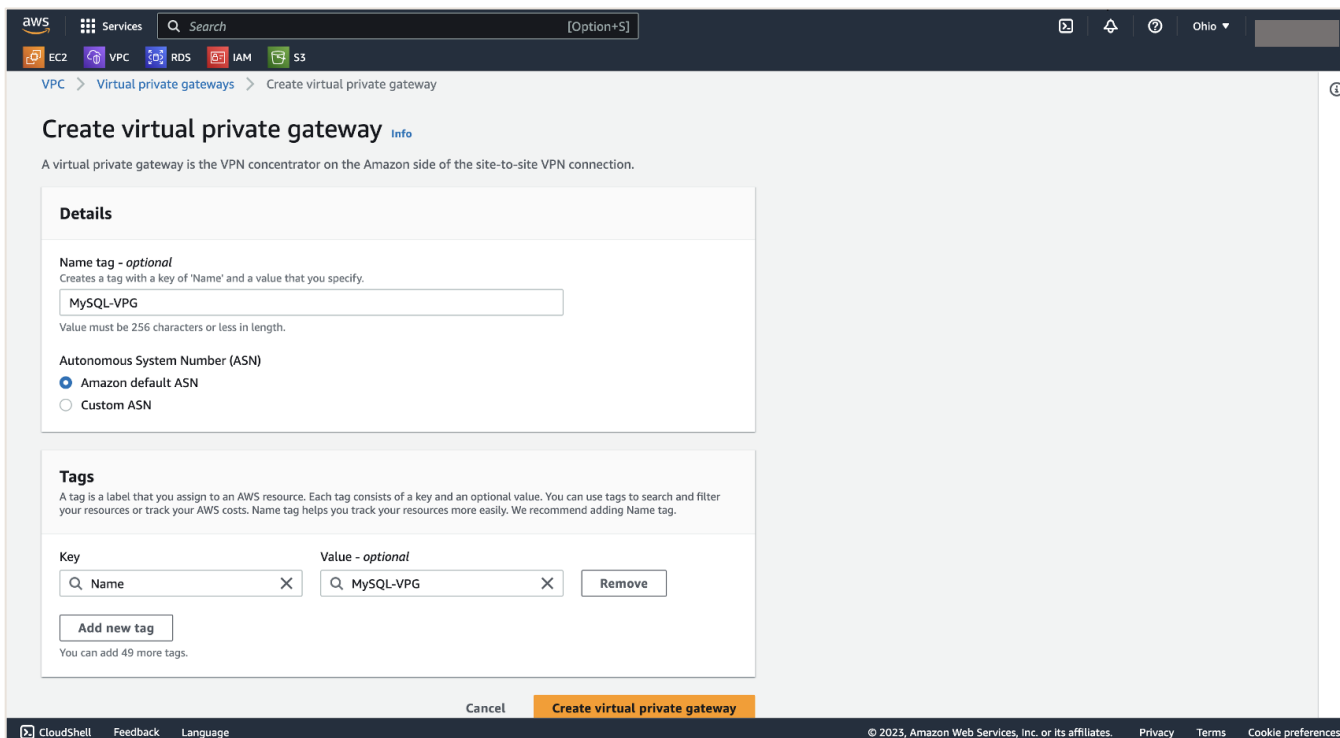 aws Services Search [Option+S] Ohio
EC2 VPC RDS IAM S3
VPC > Virtual private gateways > Create virtual private gateway
Create virtual private gateway Info
A virtual private gateway is the VPN concentrator on the Amazon side of the site-to-site VPN connection.
Details
Name tag - optional
Creates a tag with a key of 'Name' and a value that you specify.
MySQL-VPG
Value must be 256 characters or less in length.
Autonomous System Number (ASN)
Amazon default ASN
Custom ASN
Tags
A tag is a label that you assign to an AWS resource. Each tag consists of a key and an optional value. You can use tags to search and filter
your resources or track your AWS costs. Name tag helps you track your resources more easily. We recommend adding Name tag.
Key Value - optional
Name MySQL-VPG Remove
Add new tag
You can add 49 more tags.
Cancel Create virtual private gateway
CloudShell Feedback Language © 2023, Amazon Web Services, Inc. or its affiliates. Privacy Terms Cookie preferences